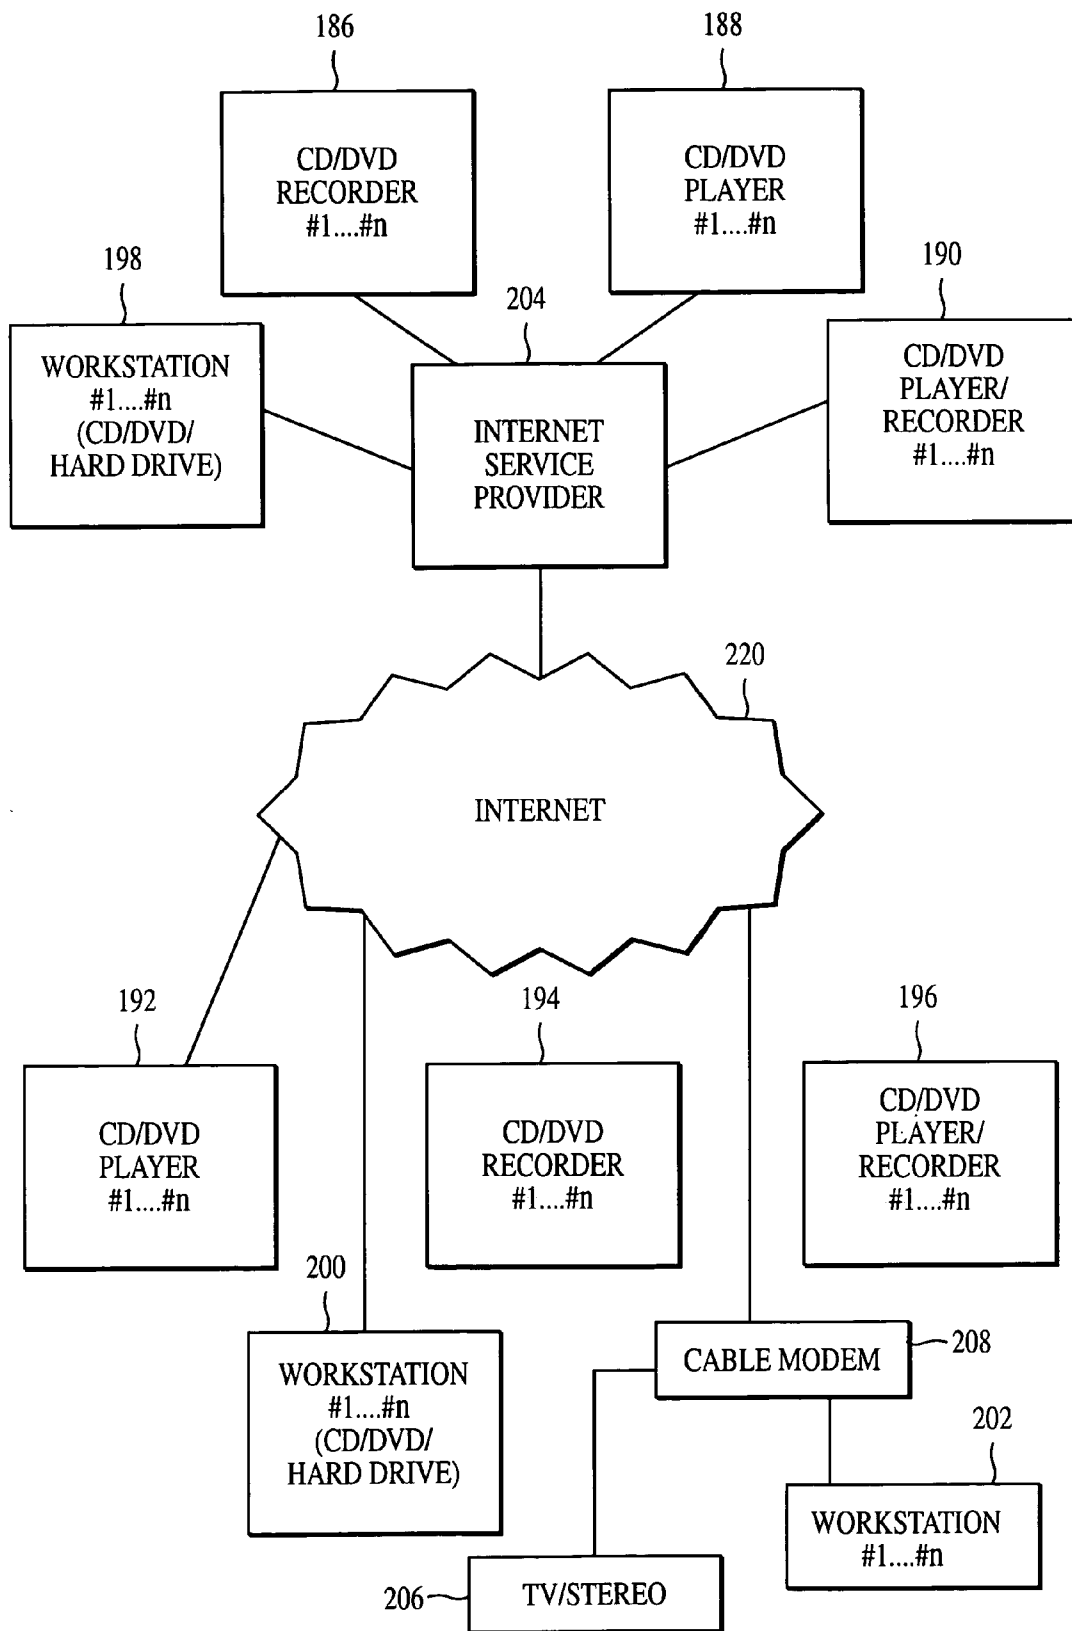 186
188
CD/DVD
RECORDER
#1....#n
CD/DVD
PLAYER
#1....#n
198
204
190
WORKSTATION
#1....#n
(CD/DVD/
HARD DRIVE)
INTERNET
SERVICE
PROVIDER
CD/DVD
PLAYER/
RECORDER
#1....#n
220
INTERNET
192
194
196
CD/DVD
PLAYER
#1....#n
CD/DVD
RECORDER
#1....#n
CD/DVD
PLAYER/
RECORDER
#1....#n
200
WORKSTATION
#1....#n
(CD/DVD/
HARD DRIVE)
CABLE MODEM
208
202
WORKSTATION
#1....#n
206
TV/STEREO